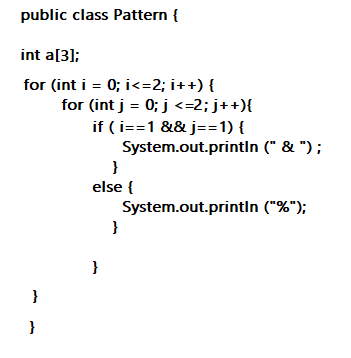 public class Pattern {
int a[3];
for (int i = 0; i<=2; i++) {
for (int j = 0; j <=2; j++){
if ( i==1 && j==1) {
System.out.println (" & ") ;
}
else {
System.out.println ("%");
}
}
}
}